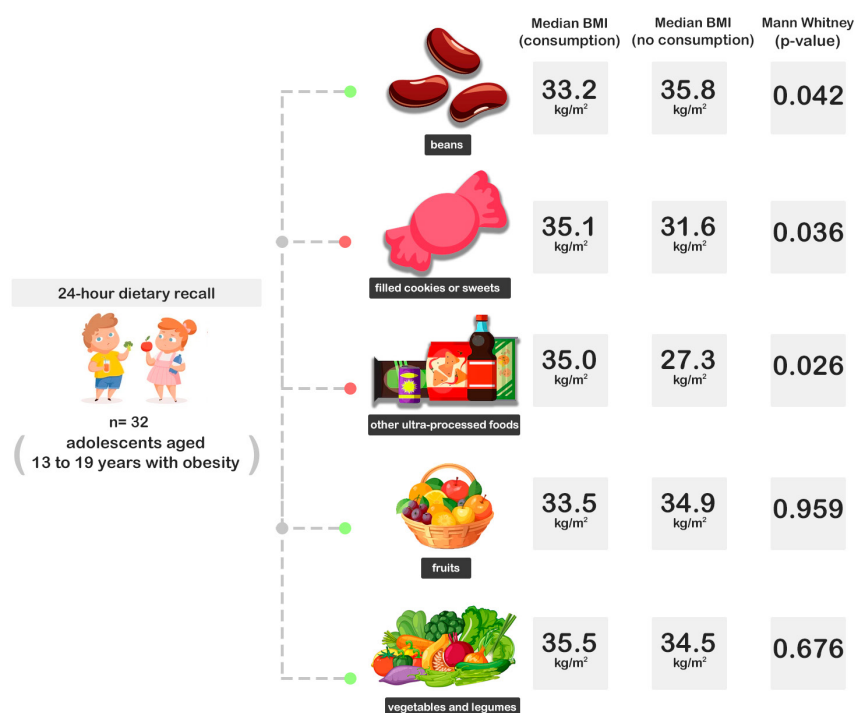 Median BMI
(consumption)
Median BMI
(no consumption)
Mann Whitney
(p-value)
33.2
kg/m²
35.8
kg/m²
0.042
beans
35.1
kg/m²
31.6
kg/m²
0.036
filled cookies or sweets
24-hour dietary recall
n= 32
( adolescents aged
13 to 19 years with obesity )
35.0
kg/m²
27.3
kg/m²
0.026
other ultra-processed foods
33.5
kg/m²
34.9
kg/m²
0.959
fruits
35.5
kg/m²
34.5
kg/m²
0.676
vegetables and legumes